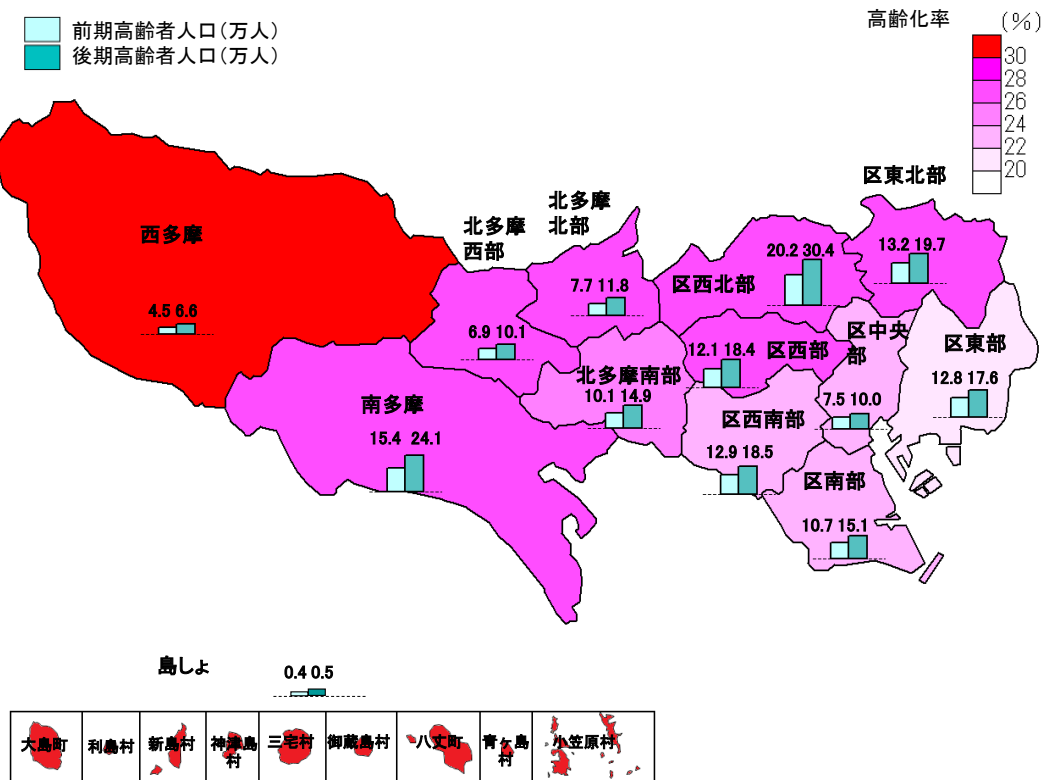 前期高齢者人口(万人)
後期高齢者人口(万人)
高齢化率
(%)
30
28
26
24
22
20
区東北部
13.2 19.7
北多摩
北部
7.7 11.8
北多摩
西部
6.9 10.1
西多摩
4.5 6.6
区西北部
20.2 30.4
区中央
部
7.5 10.0
区東部
12.8 17.6
区西部
12.1 18.4
北多摩南部
10.1 14.9
南多摩
15.4 24.1
区西南部
12.9 18.5
区南部
10.7 15.1
島しょ
0.4 0.5
大島町
利島村
新島村
神津島
村
三宅村
御蔵島村
八丈町
青ヶ島
村
小笠原村